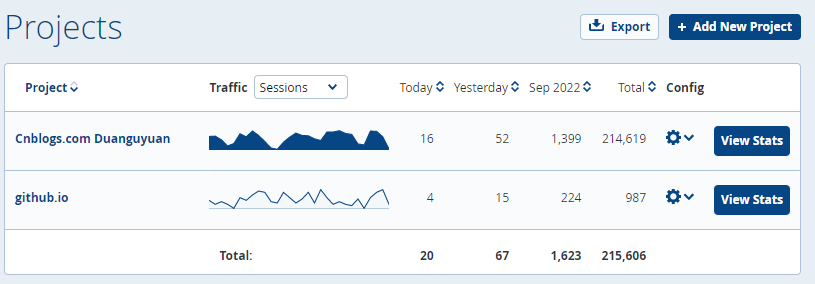 Projects
Export
+ Add New Project
Project Traffic Sessions Today Yesterday Sep 2022 Total Config
Cnblogs.com Duanguyuan 16 52 1,399 214,619 View Stats
github.io 4 15 224 987 View Stats
Total: 20 67 1,623 215,606